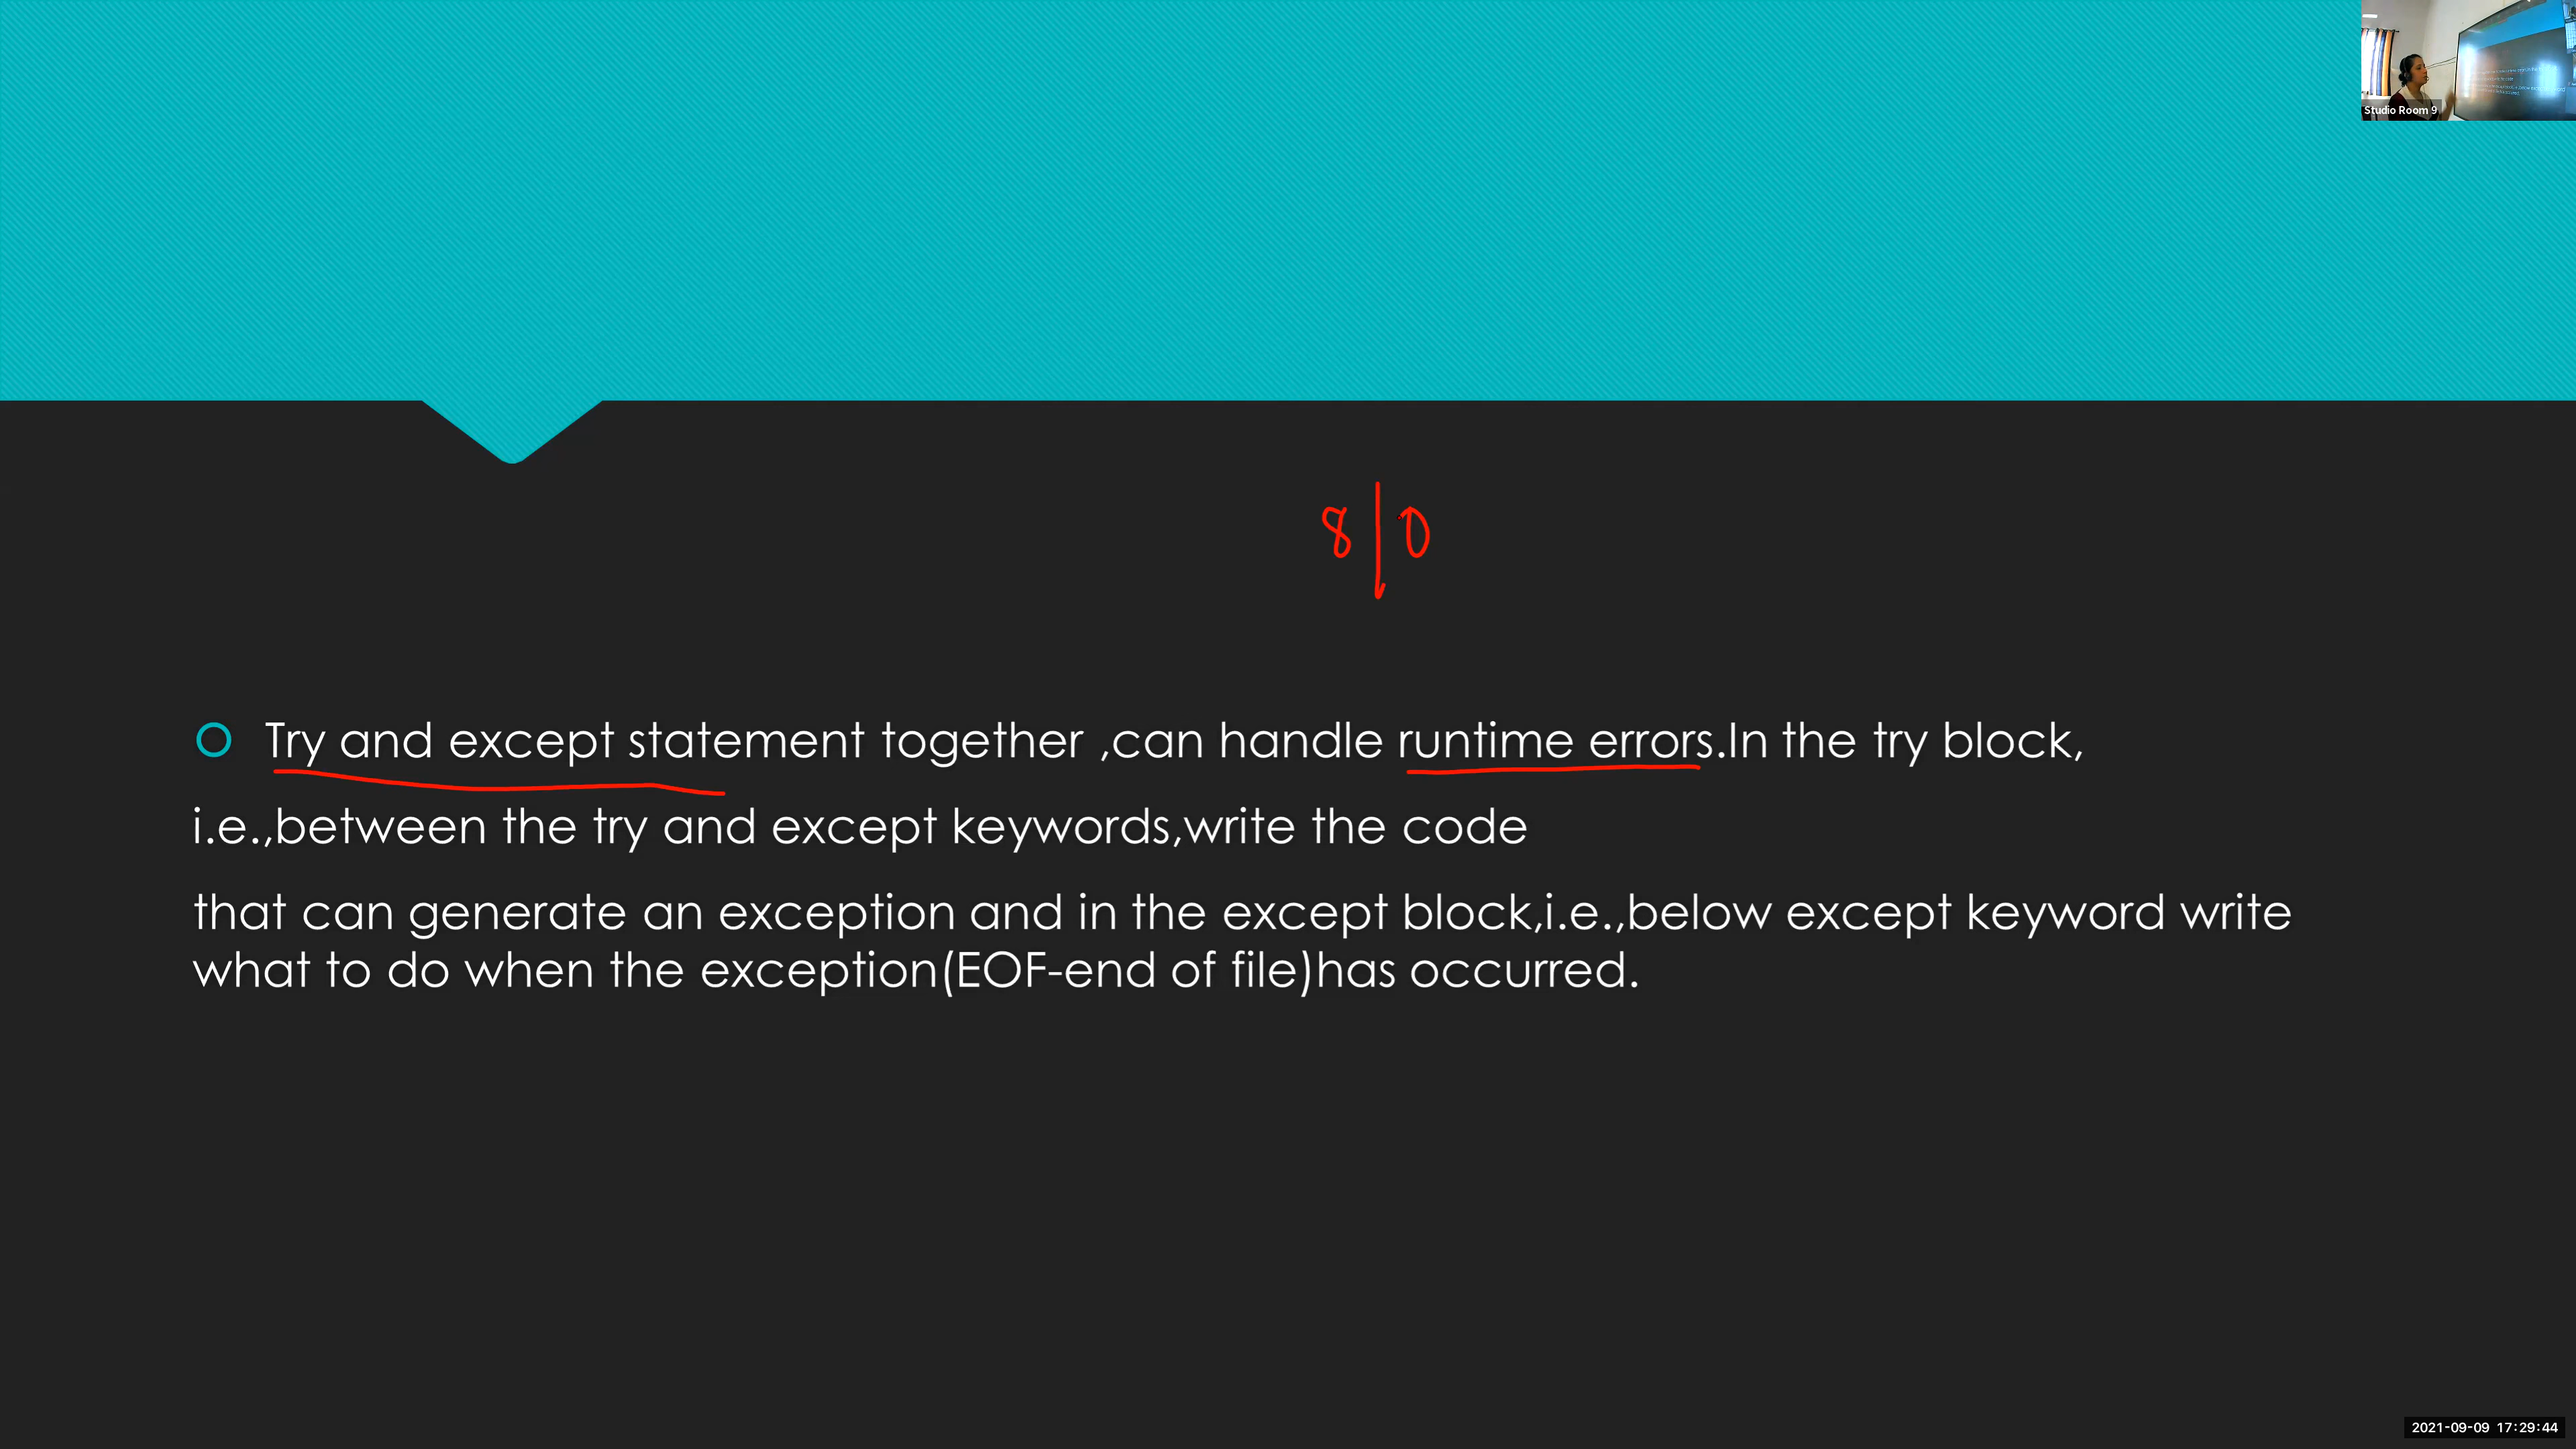 Studio Room 9
8|0
Try and except statement together ,can handle runtime errors.In the try block,
i.e.,between the try and except keywords,write the code
that can generate an exception and in the except block,i.e.,below except keyword write
what to do when the exception(EOF-end of file)has occurred.
2021-09-09 17:29:44